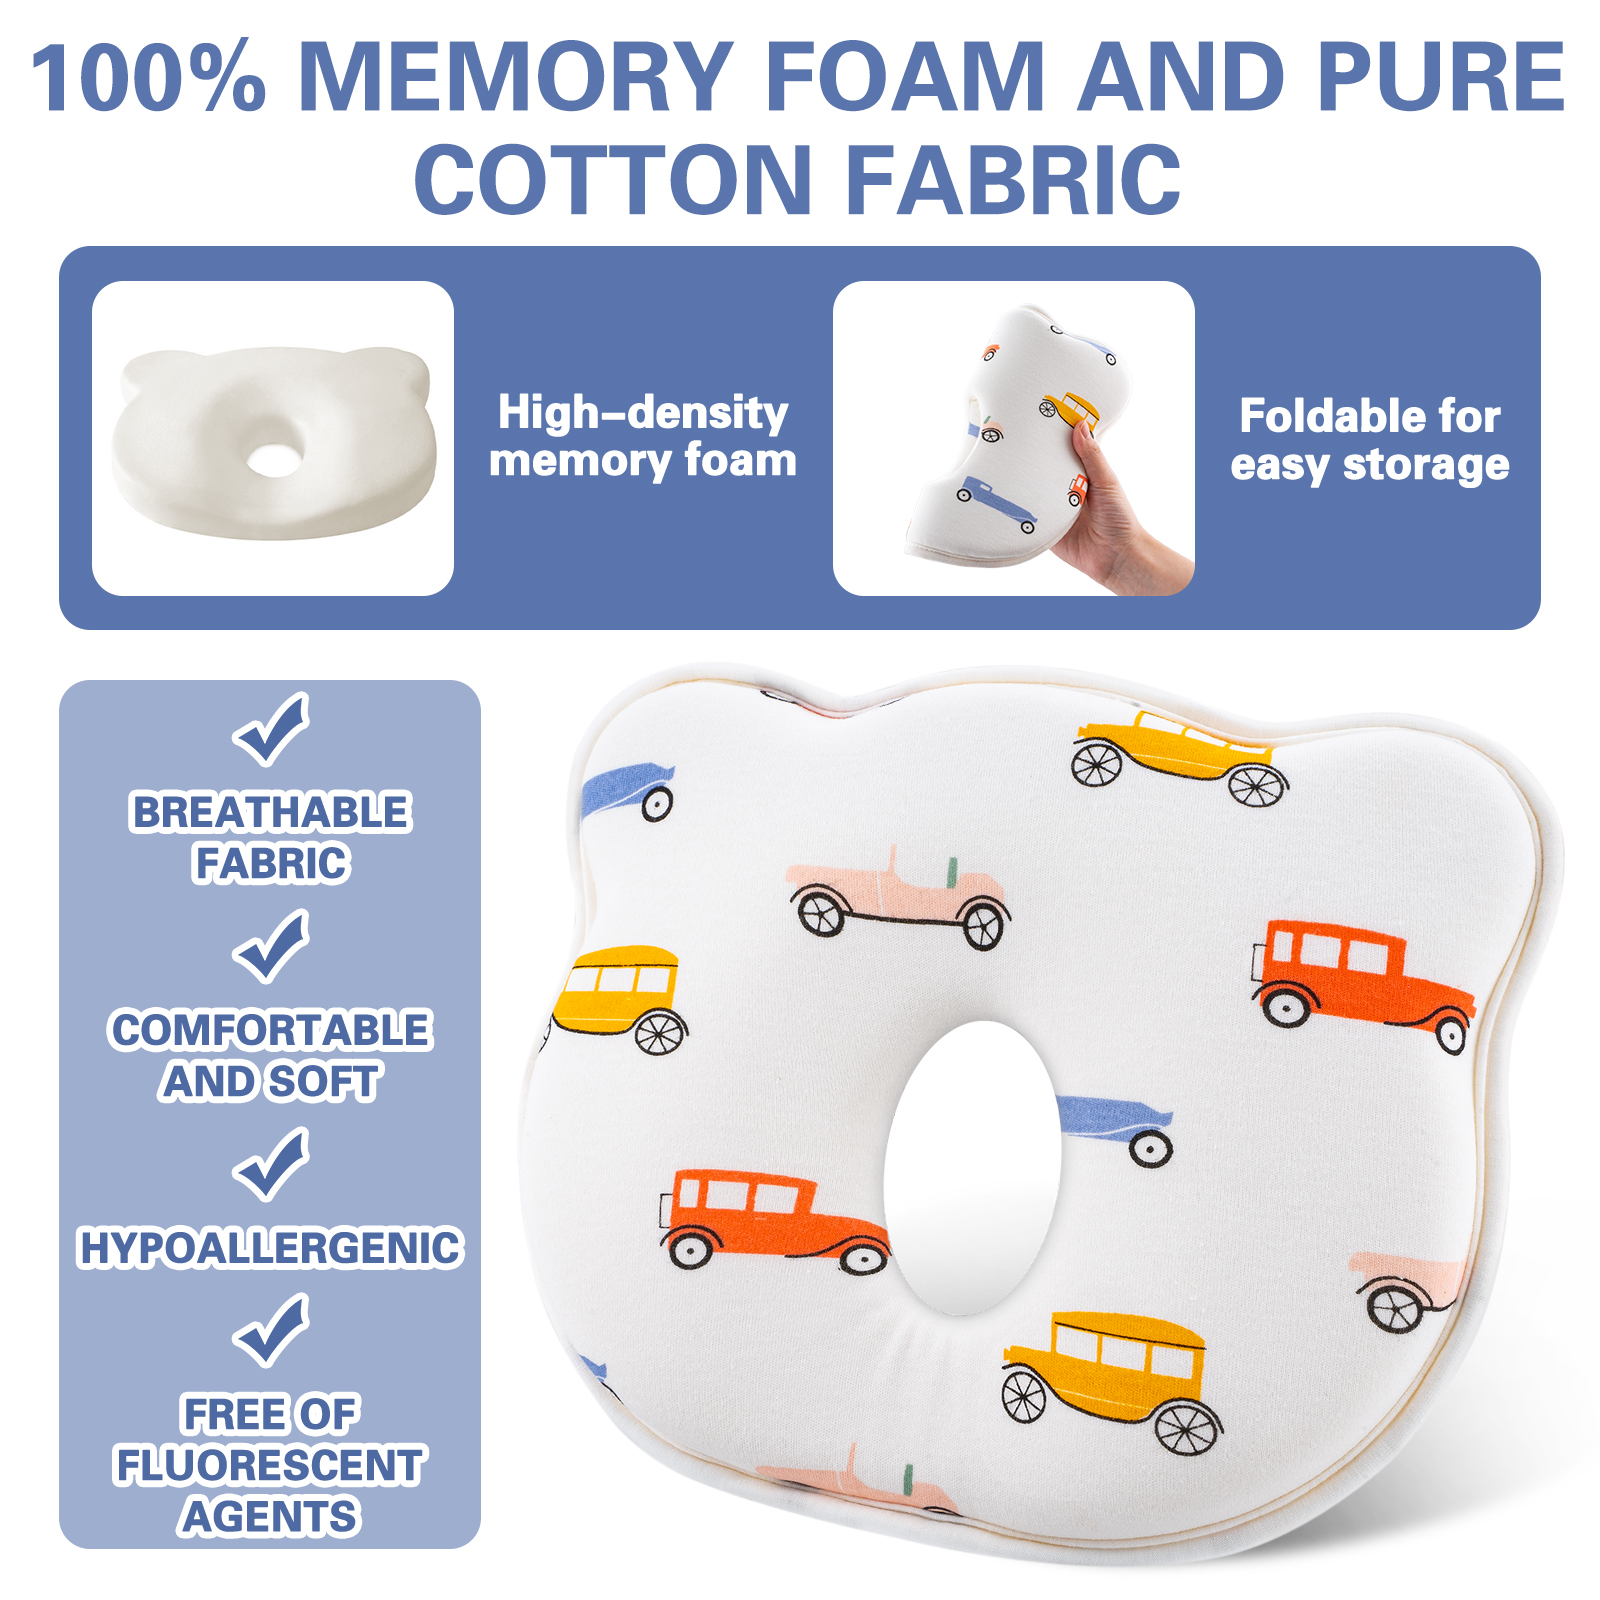 100% MEMORY FOAM AND PURE
COTTON FABRIC
High-density
memory foam
Foldable for
easy storage
BREATHABLE
FABRIC
COMFORTABLE
AND SOFT
HYPOALLERGENIC
FREE OF
FLUORESCENT
AGENTS